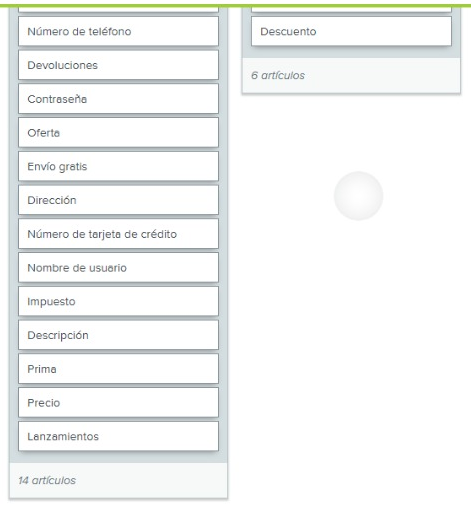 Número de teléfono
Devoluciones
Contraseña
Oferta
Envío gratis
Dirección
Número de tarjeta de crédito
Nombre de usuario
Impuesto
Descripción
Prima
Precio
Lanzamientos
14 artículos
Descuento
6 artículos